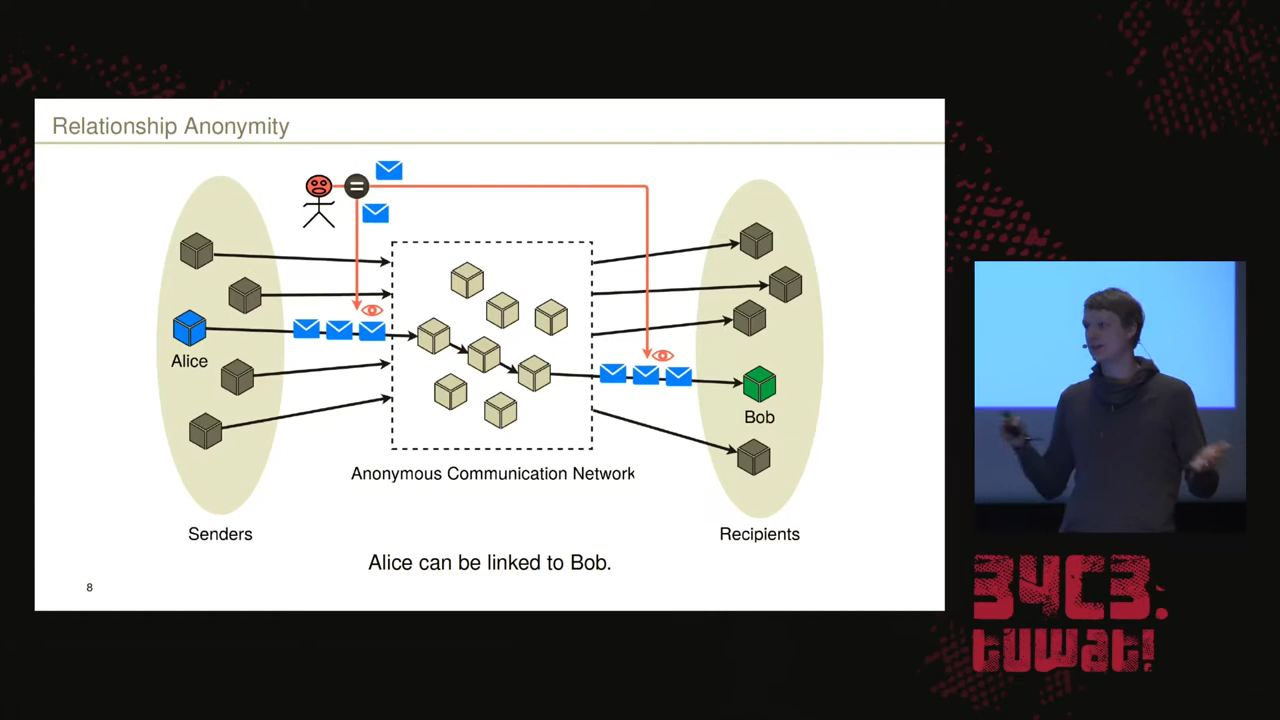 Relationship Anonymity
Alice
Bob
Anonymous Communication Network
Senders
Recipients
Alice can be linked to Bob.
8
34C3.
tuwat!